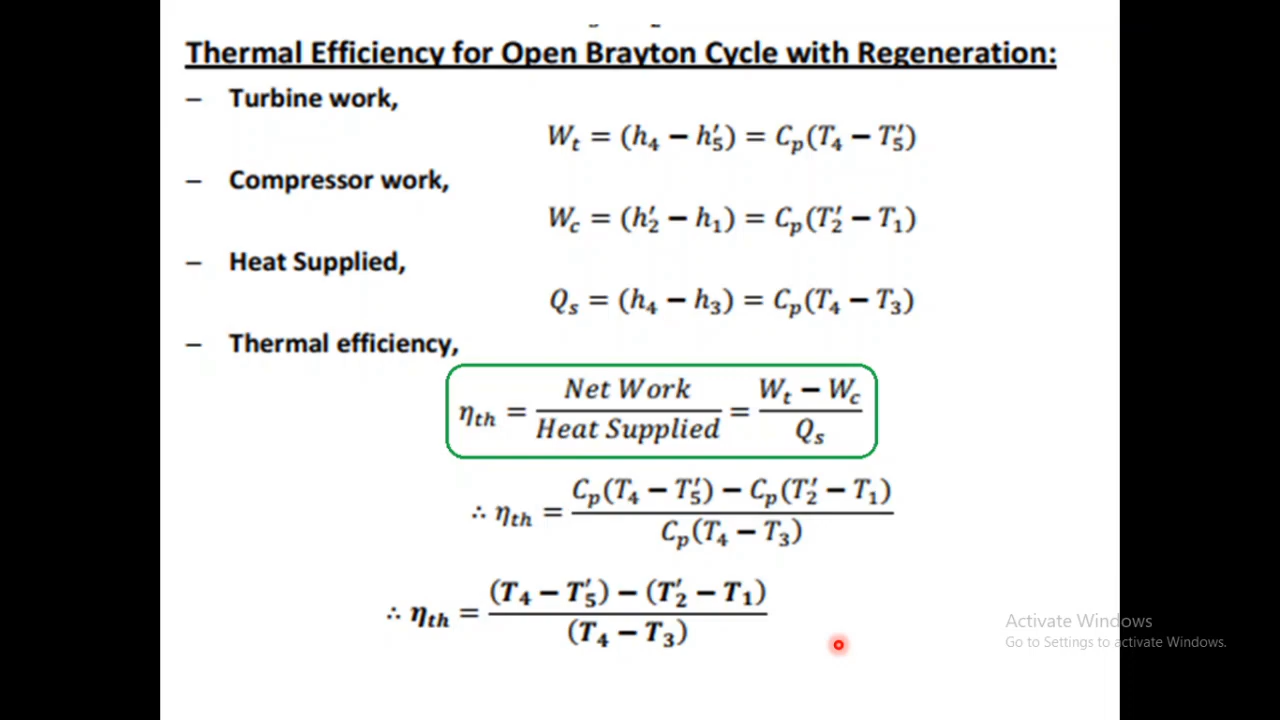 Thermal Efficiency for Open Brayton Cycle with Regeneration:
– Turbine work,
W_t = (h_4 − h'_5) = C_p(T_4 − T'_5)
– Compressor work,
W_c = (h'_2 − h_1) = C_p(T'_2 − T_1)
– Heat Supplied,
Q_s = (h_4 − h_3) = C_p(T_4 − T_3)
– Thermal efficiency,
η_th = Net Work / Heat Supplied = (W_t − W_c) / Q_s
∴ η_th = (C_p(T_4 − T'_5) − C_p(T'_2 − T_1)) / (C_p(T_4 − T_3))
∴ η_th = ((T_4 − T'_5) − (T'_2 − T_1)) / (T_4 − T_3)
Activate Windows
Go to Settings to activate Windows.